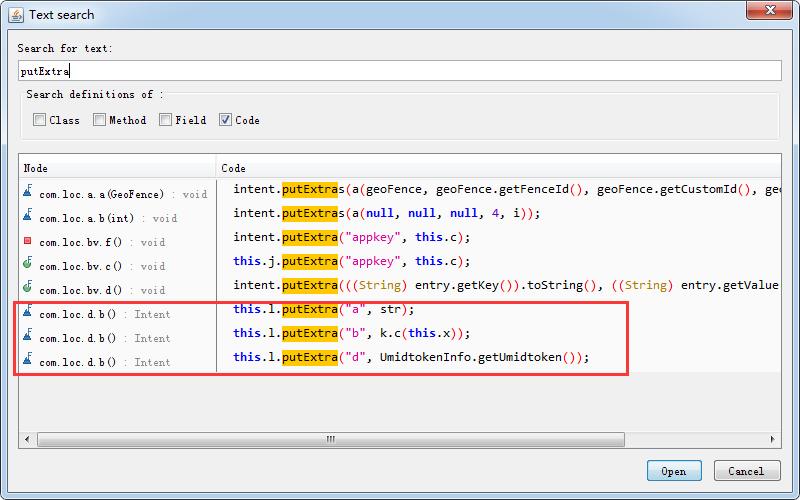 Text search
Search for text:
putExtra
Search definitions of :
Class Method Field Code
Node Code
com.loc.a.a(GeoFence) : void intent.putExtras(a(geoFence, geoFence.getFenceId(), geoFence.getCustomId(), geo
com.loc.a.b(int) : void intent.putExtras(a(null, null, null, 4, i));
com.loc.bv.f() : void intent.putExtra("appkey", this.c);
com.loc.bv.c() : void this.j.putExtra("appkey", this.c);
com.loc.bv.d() : void intent.putExtra(((String) entry.getKey()).toString(), ((String) entry.getValue
com.loc.d.b() : Intent this.l.putExtra("a", str);
com.loc.d.b() : Intent this.l.putExtra("b", k.c(this.x));
com.loc.d.b() : Intent this.l.putExtra("d", UmidtokenInfo.getUmidtoken());
Open Cancel